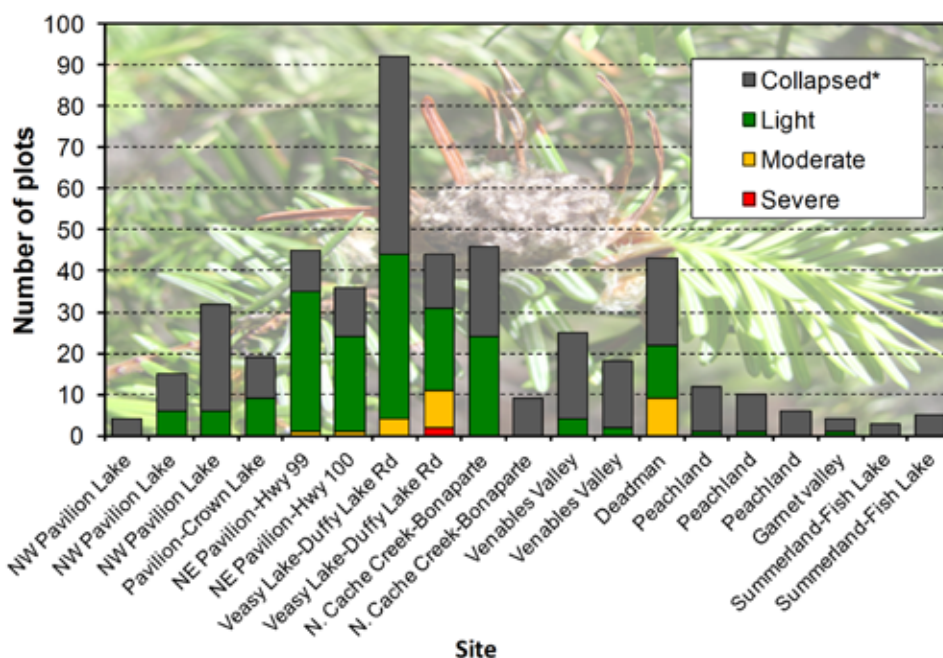 Number of plots
100
90
80
70
60
50
40
30
20
10
0
Collapsed*
Light
Moderate
Severe
NW Pavilion Lake
NW Pavilion Lake
NW Pavilion Lake
Pavilion-Crown Lake
NE Pavilion-Hwy 99
NE Pavilion-Hwy 100
Veasy Lake-Duffy Lake Rd
Veasy Lake-Duffy Lake Rd
N. Cache Creek-Bonaparte
N. Cache Creek-Bonaparte
Venables Valley
Venables Valley
Deadman
Peachland
Peachland
Peachland
Garnet valley
Summerland-Fish Lake
Summerland-Fish Lake
Site